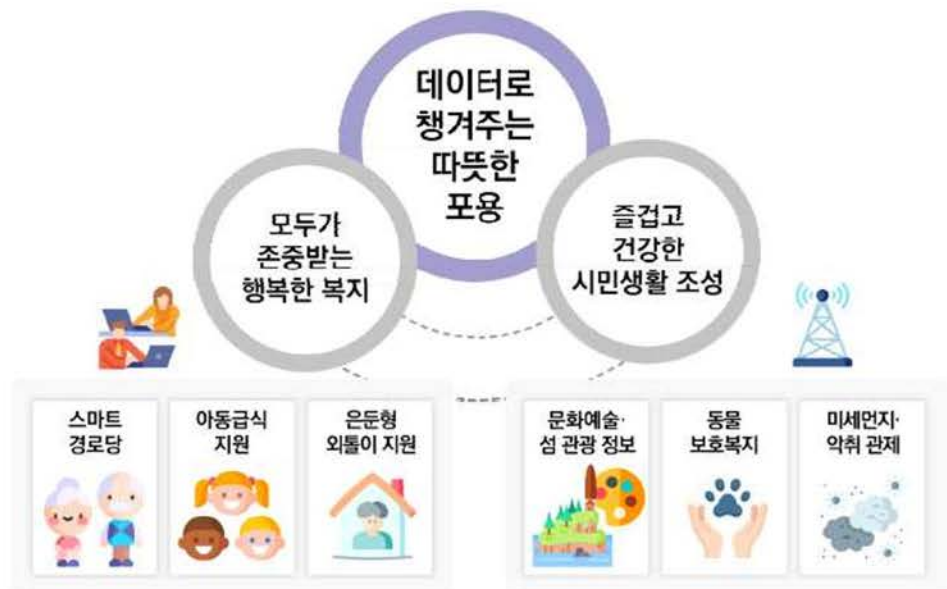 데이터로
챙겨주는
따뜻한
포용
모두가
존중받는
행복한 복지
즐겁고
건강한
시민생활 조성
스마트
경로당
아동급식
지원
은둔형
외톨이 지원
문화예술·
섬 관광 정보
동물
보호복지
미세먼지·
악취 관제